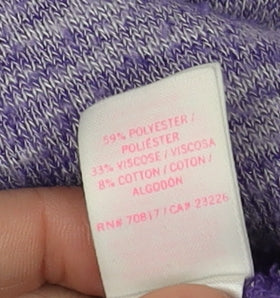 59% POLYESTER /
POLIÉSTER
33% VISCOSE / VISCOSA
8% COTTON / COTON /
ALGODÓN
RN# 70817 / CA# 23226